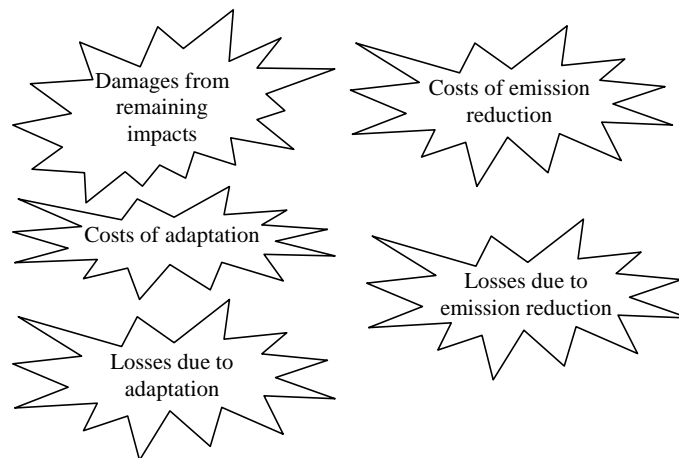 Damages from
remaining
impacts
Costs of emission
reduction
Costs of adaptation
Losses due to
emission reduction
Losses due to
adaptation